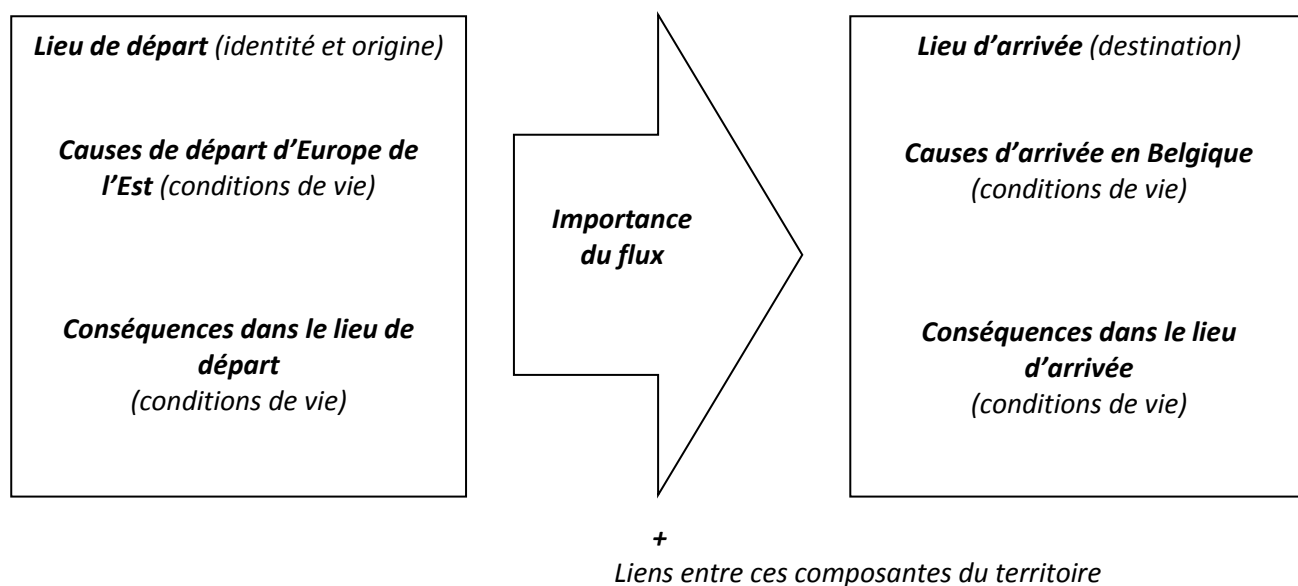 Lieu de départ (identité et origine)
Causes de départ d’Europe de
l’Est (conditions de vie)
Conséquences dans le lieu de
départ
(conditions de vie)
Importance
du flux
Lieu d’arrivée (destination)
Causes d’arrivée en Belgique
(conditions de vie)
Conséquences dans le lieu
d’arrivée
(conditions de vie)
+
Liens entre ces composantes du territoire